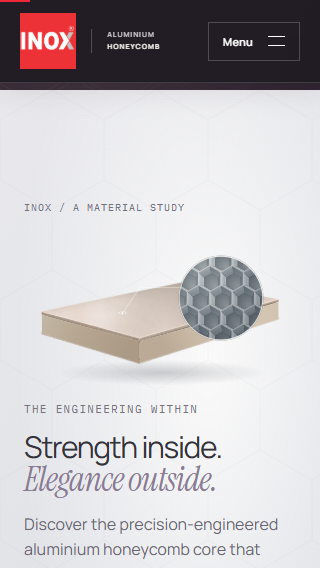 INOX®
ALUMINIUM
HONEYCOMB
Menu
INOX / A MATERIAL STUDY
THE ENGINEERING WITHIN
Strength inside.
Elegance outside.
Discover the precision-engineered
aluminium honeycomb core that